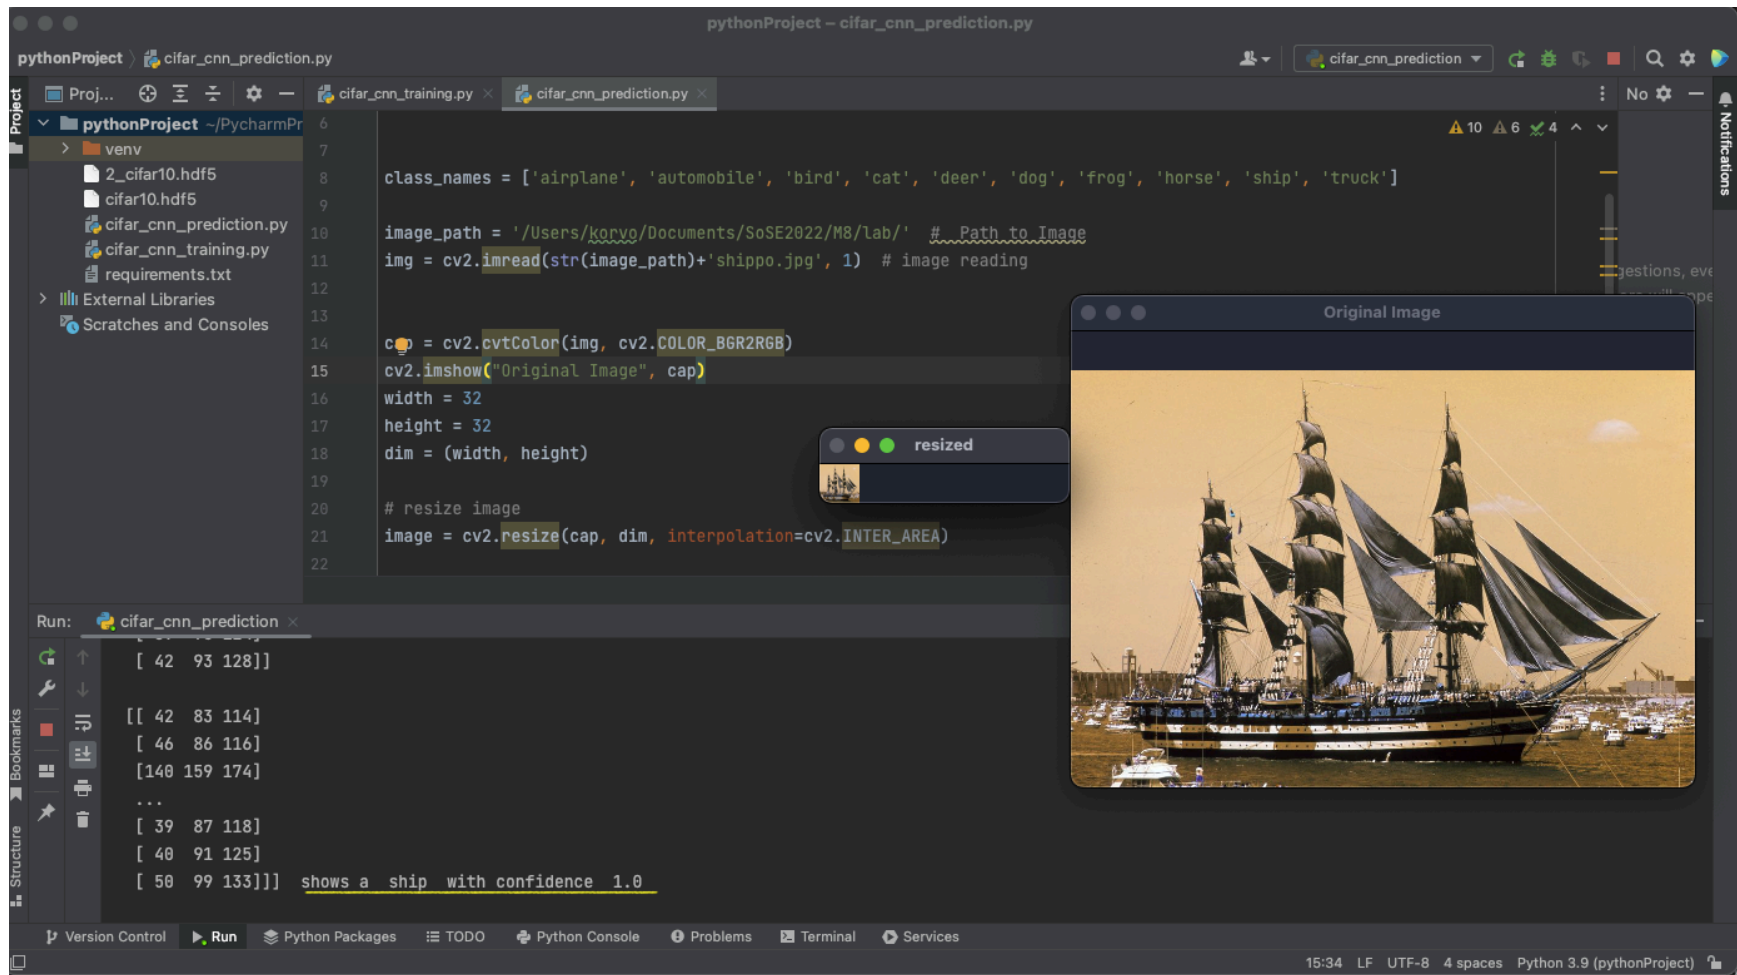 pythonProject – cifar_cnn_prediction.py
pythonProject
cifar_cnn_prediction.py
cifar_cnn_prediction
Project
Proj...
cifar_cnn_training.py
cifar_cnn_prediction.py
No
Notifications
pythonProject ~/PycharmPr
venv
2_cifar10.hdf5
cifar10.hdf5
cifar_cnn_prediction.py
cifar_cnn_training.py
requirements.txt
External Libraries
Scratches and Consoles
10 6 4
6
7
8 class_names = ['airplane', 'automobile', 'bird', 'cat', 'deer', 'dog', 'frog', 'horse', 'ship', 'truck']
9
10 image_path = '/Users/korvo/Documents/SoSE2022/M8/lab/' # Path to Image
11 img = cv2.imread(str(image_path)+'shippo.jpg', 1) # image reading
12
13
14 cap = cv2.cvtColor(img, cv2.COLOR_BGR2RGB)
15 cv2.imshow("Original Image", cap)
16 width = 32
17 height = 32
18 dim = (width, height)
19
20 # resize image
21 image = cv2.resize(cap, dim, interpolation=cv2.INTER_AREA)
22
gestions, eve
Original Image
resized
Run: cifar_cnn_prediction
[ 42 93 128]]
[[ 42 83 114]
[ 46 86 116]
[140 159 174]
...
[ 39 87 118]
[ 40 91 125]
[ 50 99 133]]] shows a ship with confidence 1.0
Bookmarks
Structure
Version Control
Run
Python Packages
TODO
Python Console
Problems
Terminal
Services
15:34 LF UTF-8 4 spaces Python 3.9 (pythonProject)